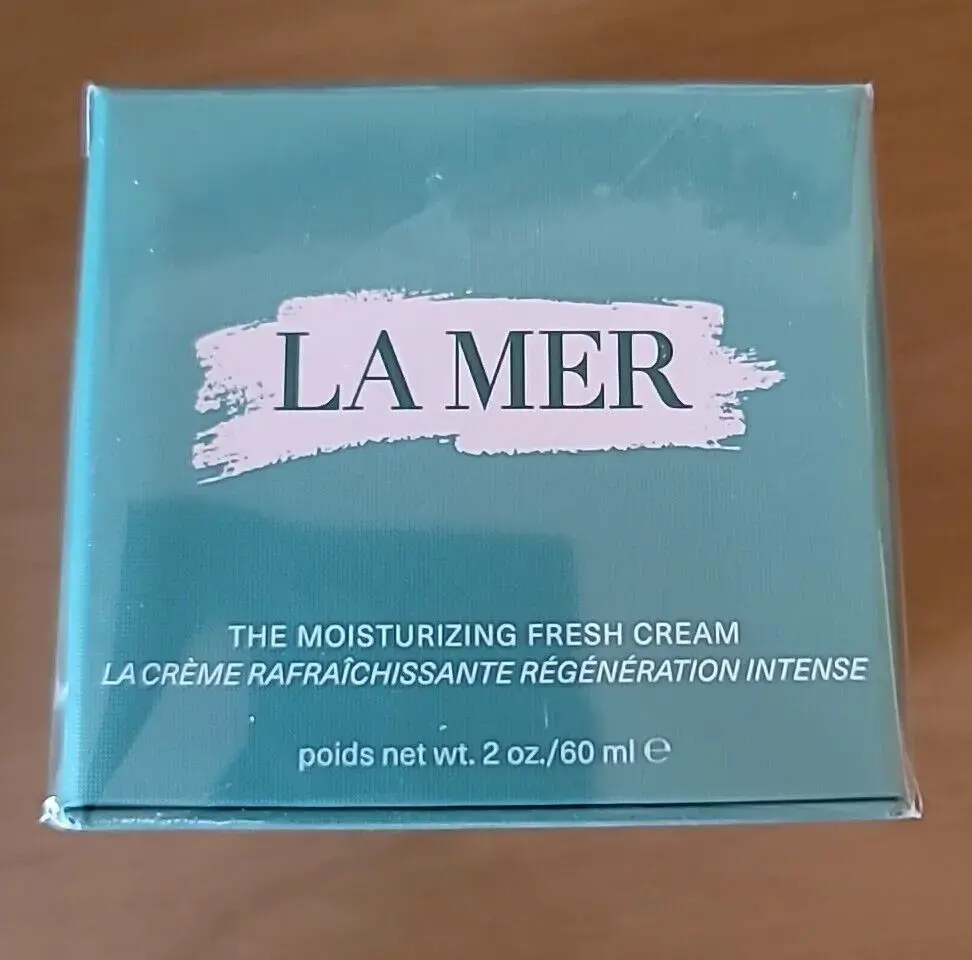 LA MER
THE MOISTURIZING FRESH CREAM
LA CRÈME RAFRAÎCHISSANTE RÉGÉNÉRATION INTENSE
poids net wt. 2 oz./60 ml ℮